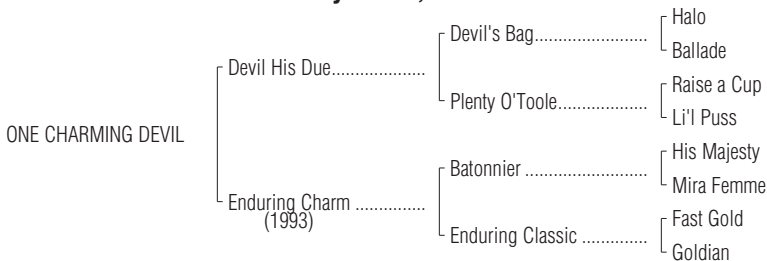 Halo
Devil's Bag
Ballade
Devil His Due
Raise a Cup
Plenty O'Toole
Li'l Puss
ONE CHARMING DEVIL
His Majesty
Batonnier
Mira Femme
Enduring Charm
(1993)
Fast Gold
Enduring Classic
Goldian